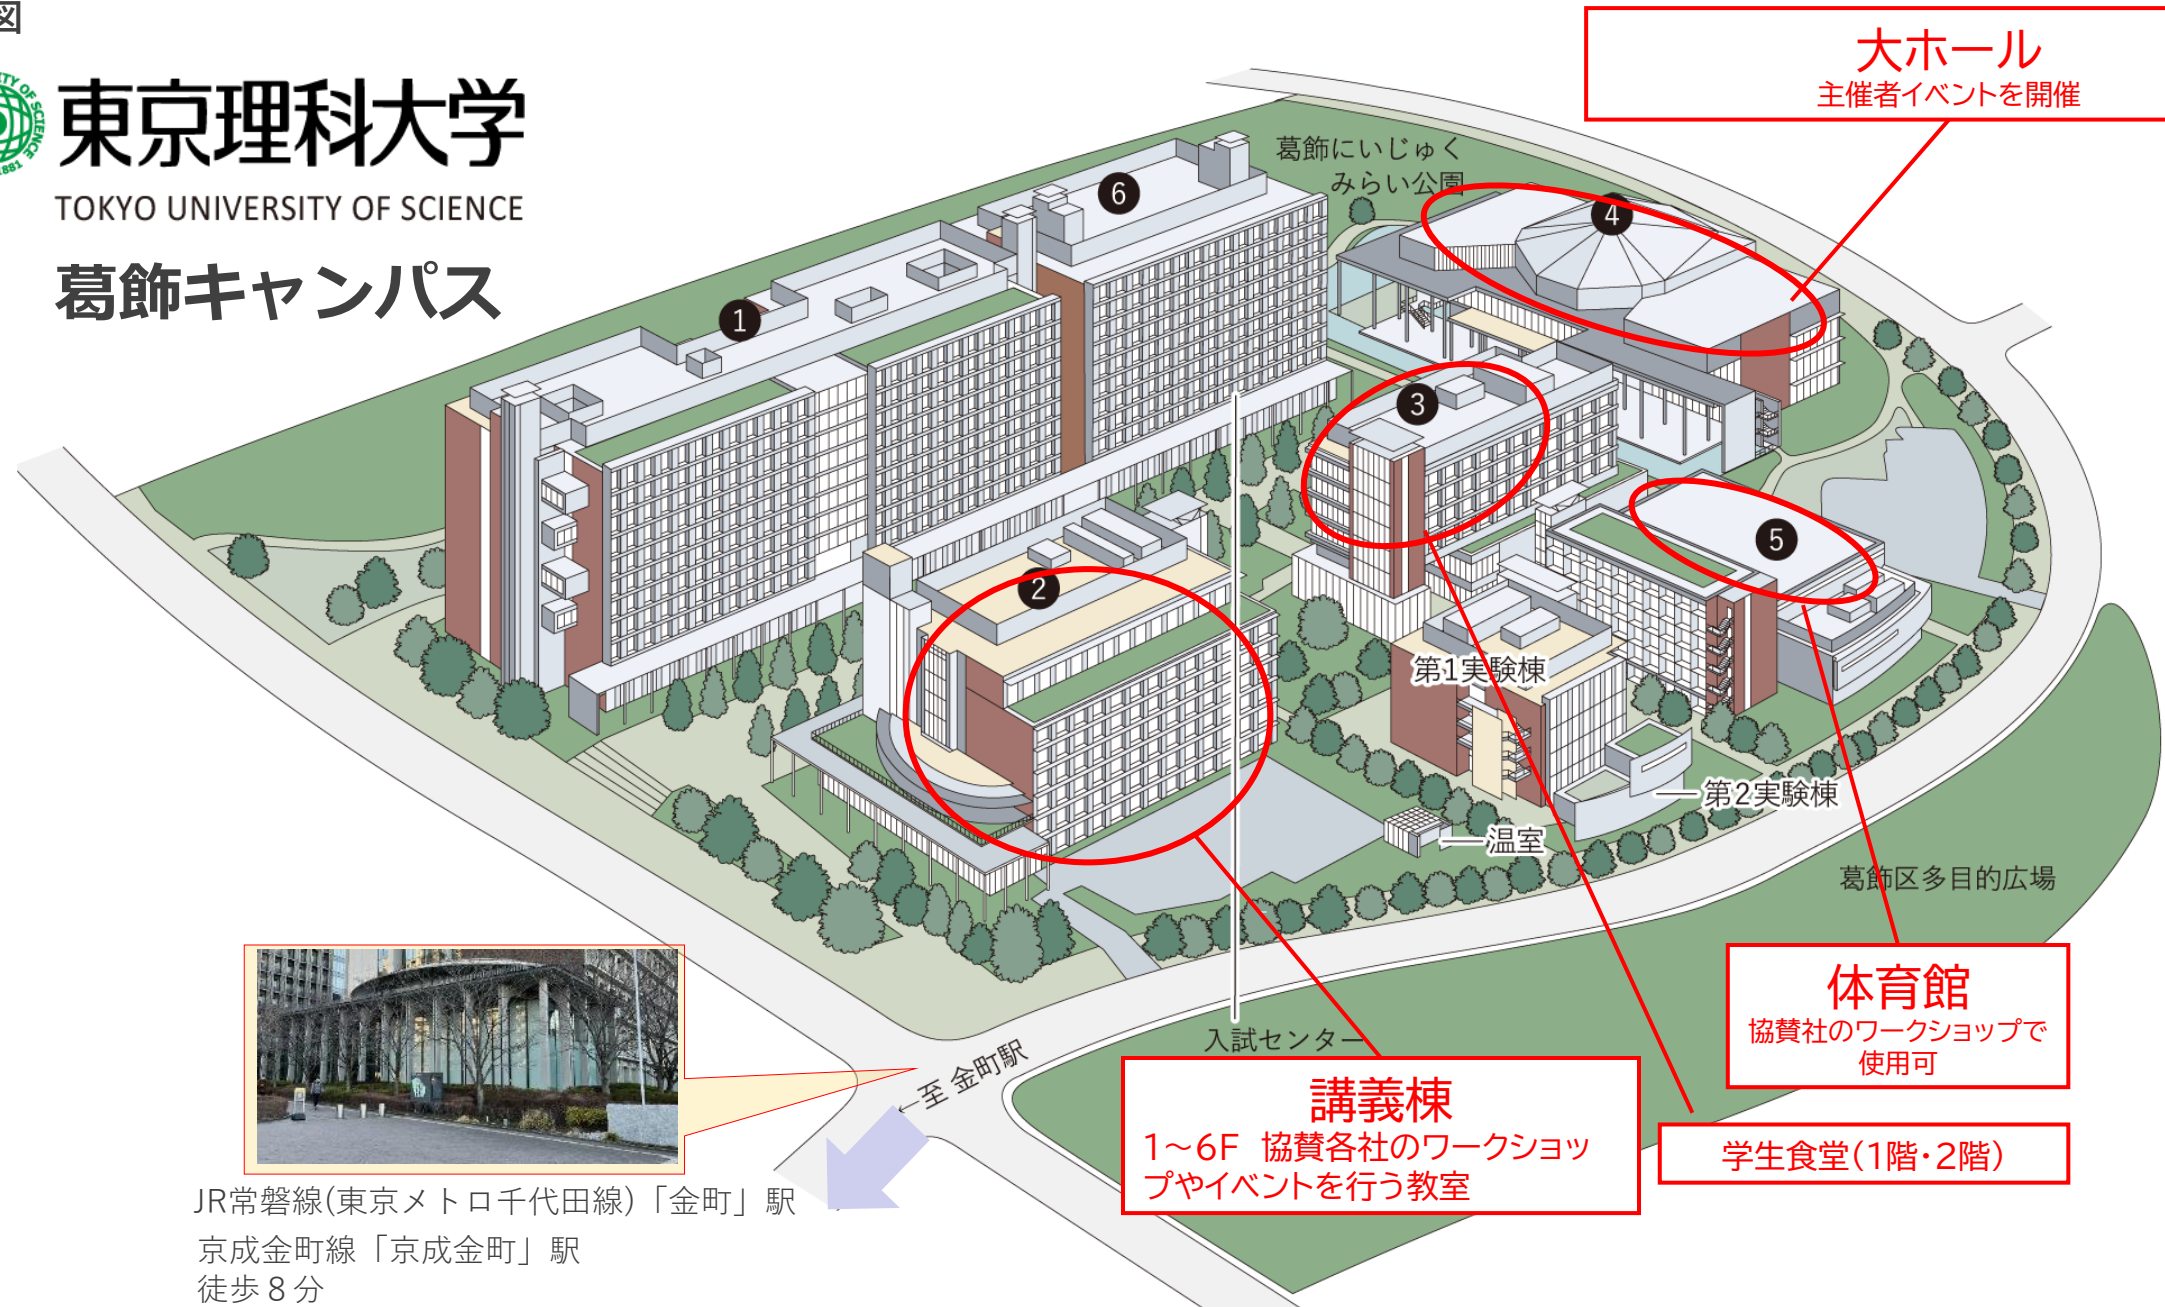 図
東京理科大学
TOKYO UNIVERSITY OF SCIENCE
葛飾キャンパス
大ホール
主催者イベントを開催
葛飾にいじゅく
みらい公園
6
4
1
3
5
2
第1実験棟
第2実験棟
温室
葛飾区多目的広場
入試センター
←至 金町駅
体育館
協賛社のワークショップで
使用可
講義棟
1～6F 協賛各社のワークショッ
プやイベントを行う教室
学生食堂(1階・2階)
JR常磐線(東京メトロ千代田線)「金町」駅
京成金町線「京成金町」駅
徒歩８分